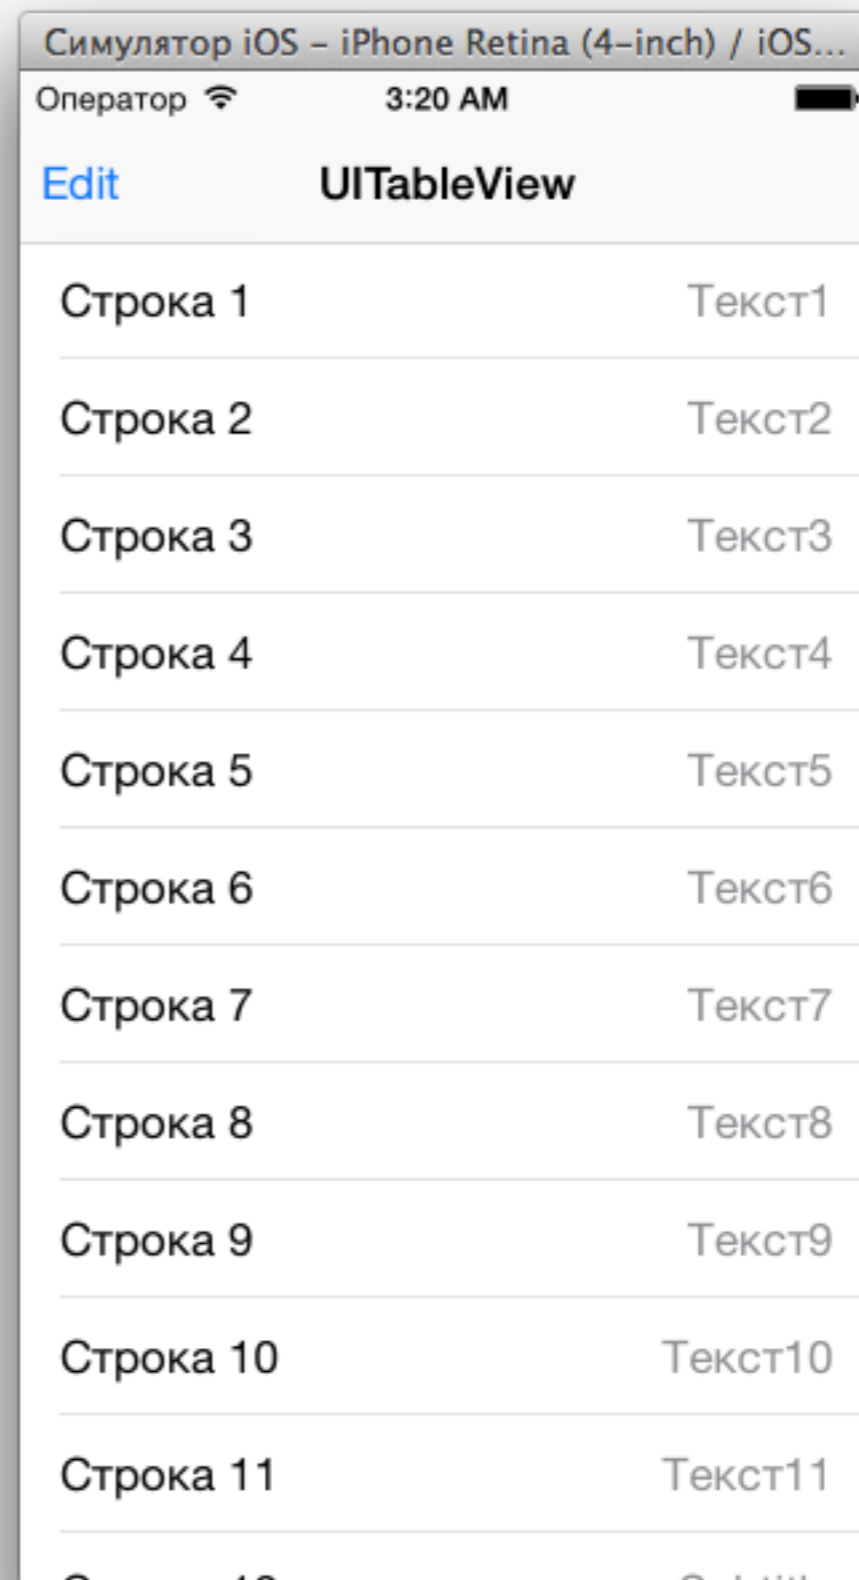 Симулятор iOS – iPhone Retina (4-inch) / iOS...
Оператор 3:20 AM
Edit UITableView
Строка 1 Текст1
Строка 2 Текст2
Строка 3 Текст3
Строка 4 Текст4
Строка 5 Текст5
Строка 6 Текст6
Строка 7 Текст7
Строка 8 Текст8
Строка 9 Текст9
Строка 10 Текст10
Строка 11 Текст11